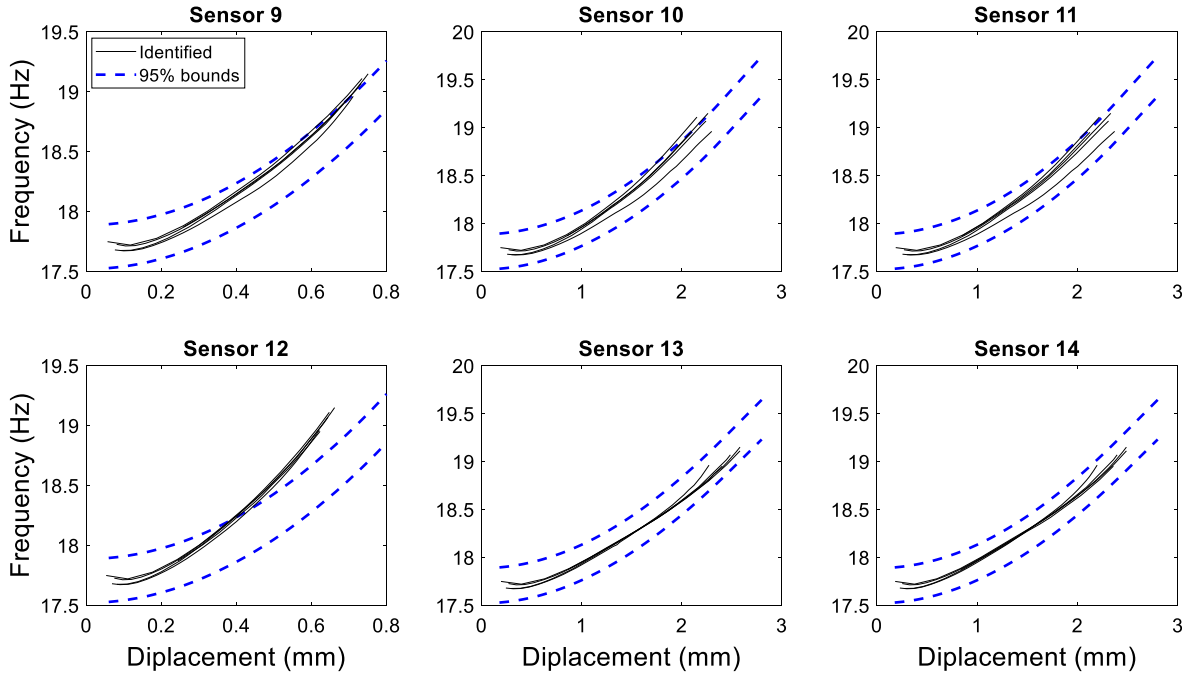 Sensor 9
Sensor 10
Sensor 11
19.5
19
18.5
18
17.5
Frequency (Hz)
Identified
95% bounds
0 0.2 0.4 0.6 0.8
20
19.5
19
18.5
18
17.5
0 1 2 3
20
19.5
19
18.5
18
17.5
0 1 2 3
Sensor 12
Sensor 13
Sensor 14
19.5
19
18.5
18
17.5
Frequency (Hz)
0 0.2 0.4 0.6 0.8
Diplacement (mm)
20
19.5
19
18.5
18
17.5
0 1 2 3
Diplacement (mm)
20
19.5
19
18.5
18
17.5
0 1 2 3
Diplacement (mm)